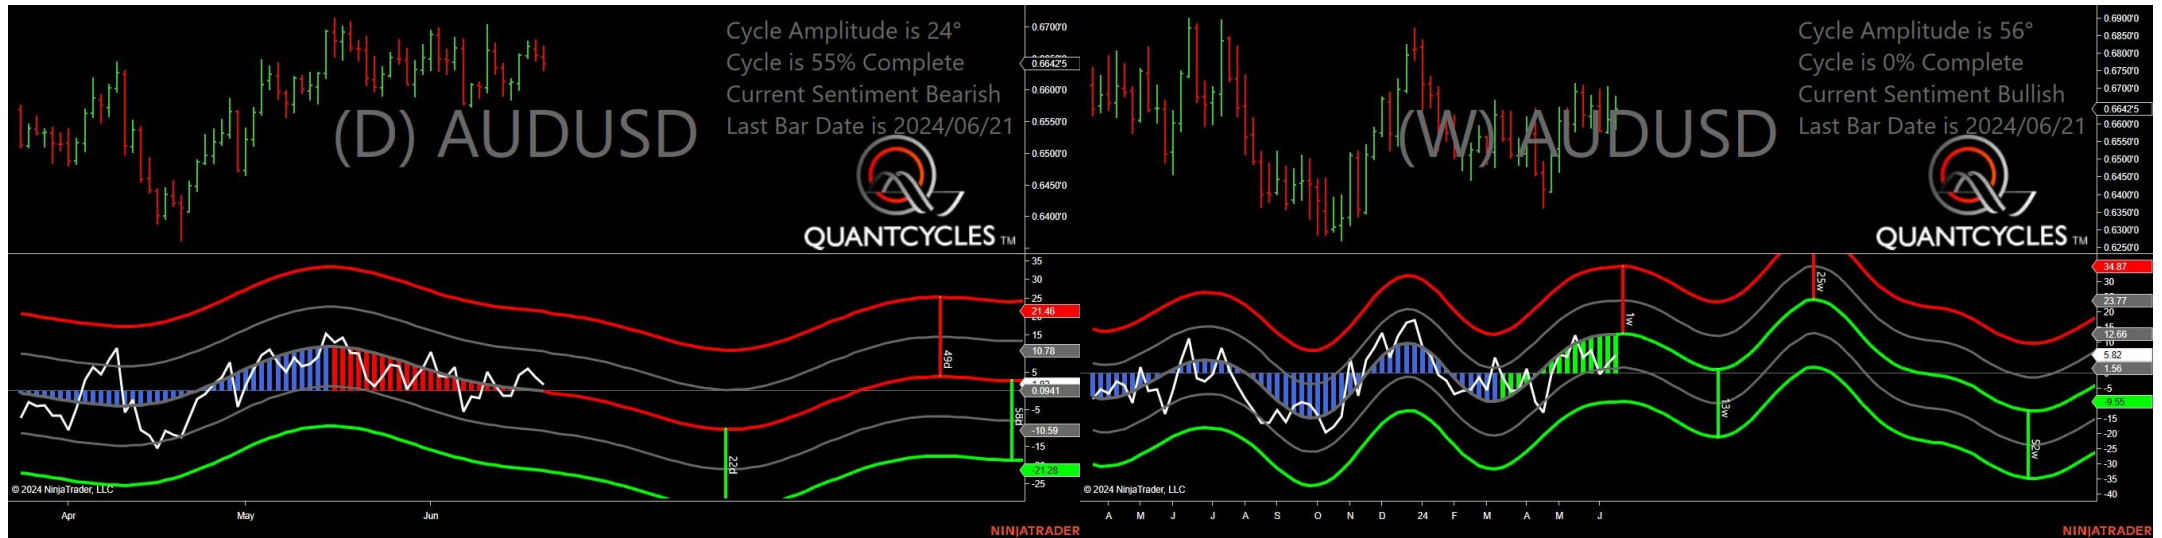 Cycle Amplitude is 24°
Cycle is 55% Complete
Current Sentiment Bearish
Last Bar Date is 2024/06/21
(D) AUDUSD
QUANTCYCLES TM
0.6700'0
0.6642'5
0.6600'0
0.6550'0
0.6500'0
0.6450'0
0.6400'0
35
30
25
21.46
15
10.78
5
0.0941
-5
-10.59
-15
-21.28
-25
49d
58d
22d
© 2024 NinjaTrader, LLC
Apr May Jun
NINJATRADER
Cycle Amplitude is 56°
Cycle is 0% Complete
Current Sentiment Bullish
Last Bar Date is 2024/06/21
(W) AUDUSD
QUANTCYCLES TM
0.6900'0
0.6850'0
0.6800'0
0.6750'0
0.6700'0
0.6642'5
0.6600'0
0.6550'0
0.6500'0
0.6450'0
0.6400'0
0.6350'0
0.6300'0
0.6250'0
34.87
30
23.77
20
12.66
10
5.82
1.56
-5
-9.55
-15
-20
-25
-30
-35
-40
1w
25w
13w
52w
© 2024 NinjaTrader, LLC
A M J J A S O N D 24 F M A M J
NINJATRADER